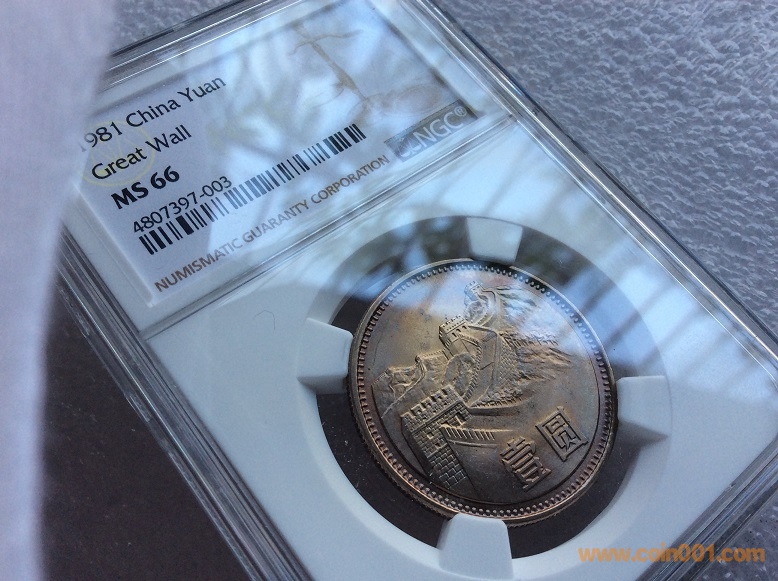 1981 China Yuan
Great Wall
MS 66
4807397-003
NUMISMATIC GUARANTY CORPORATION
NGC®
壹圆
www.coin001.com